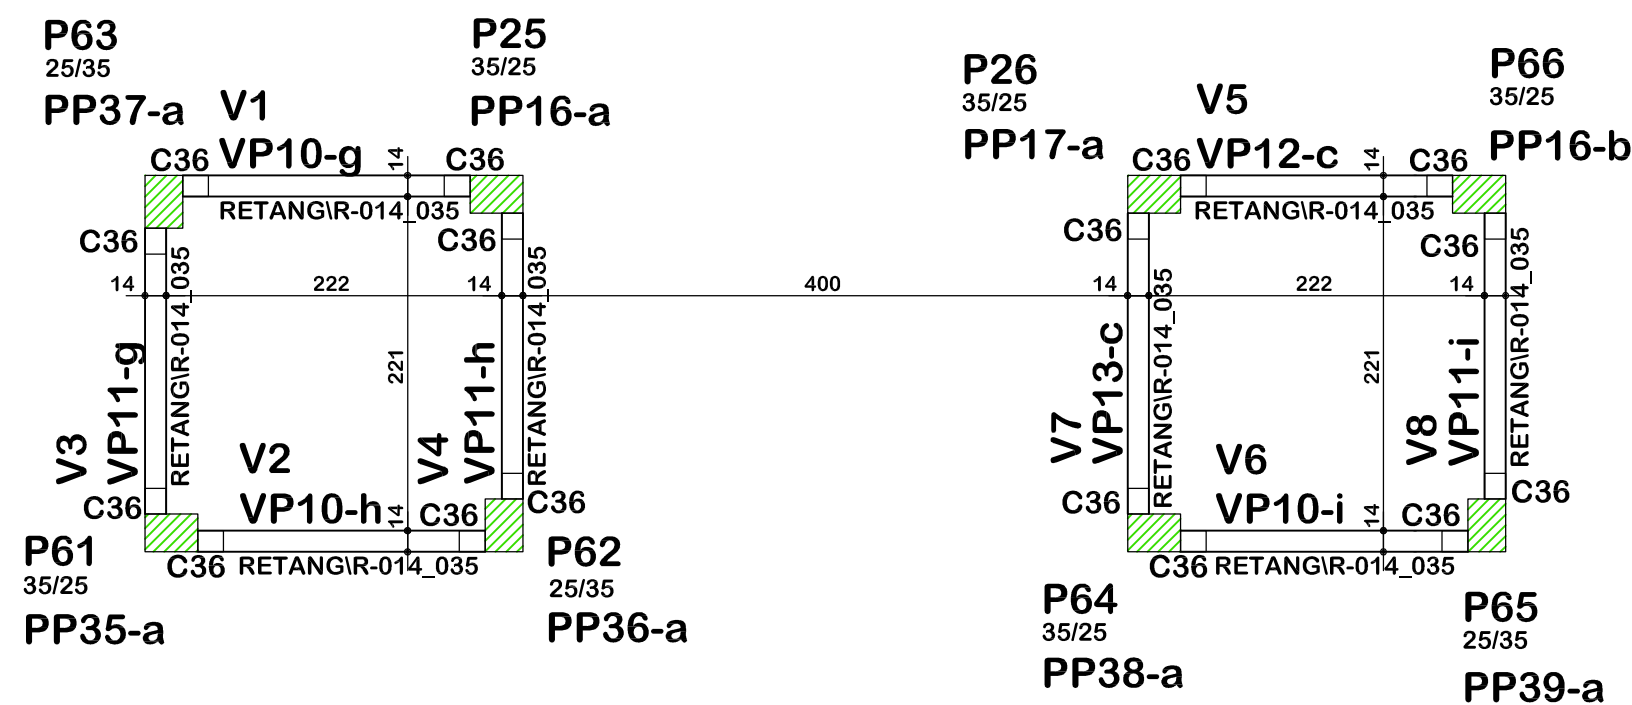 P63
25/35
PP37-a
V1
VP10-g
P25
35/25
PP16-a
C36
14
C36
RETANG\R-014_035
C36
C36
14
222
14
RETANG\R-014_035
RETANG\R-014_035
221
V3
VP11-g
V4
VP11-h
V2
VP10-h
C36
14
C36
C36
C36
RETANG\R-014_035
P61
35/25
PP35-a
P62
25/35
PP36-a
400
P26
35/25
PP17-a
V5
VP12-c
P66
35/25
PP16-b
C36
14
C36
RETANG\R-014_035
C36
C36
14
222
14
RETANG\R-014_035
RETANG\R-014_035
221
V7
VP13-c
V8
VP11-i
V6
VP10-i
C36
14
C36
C36
C36
RETANG\R-014_035
P64
35/25
PP38-a
P65
25/35
PP39-a